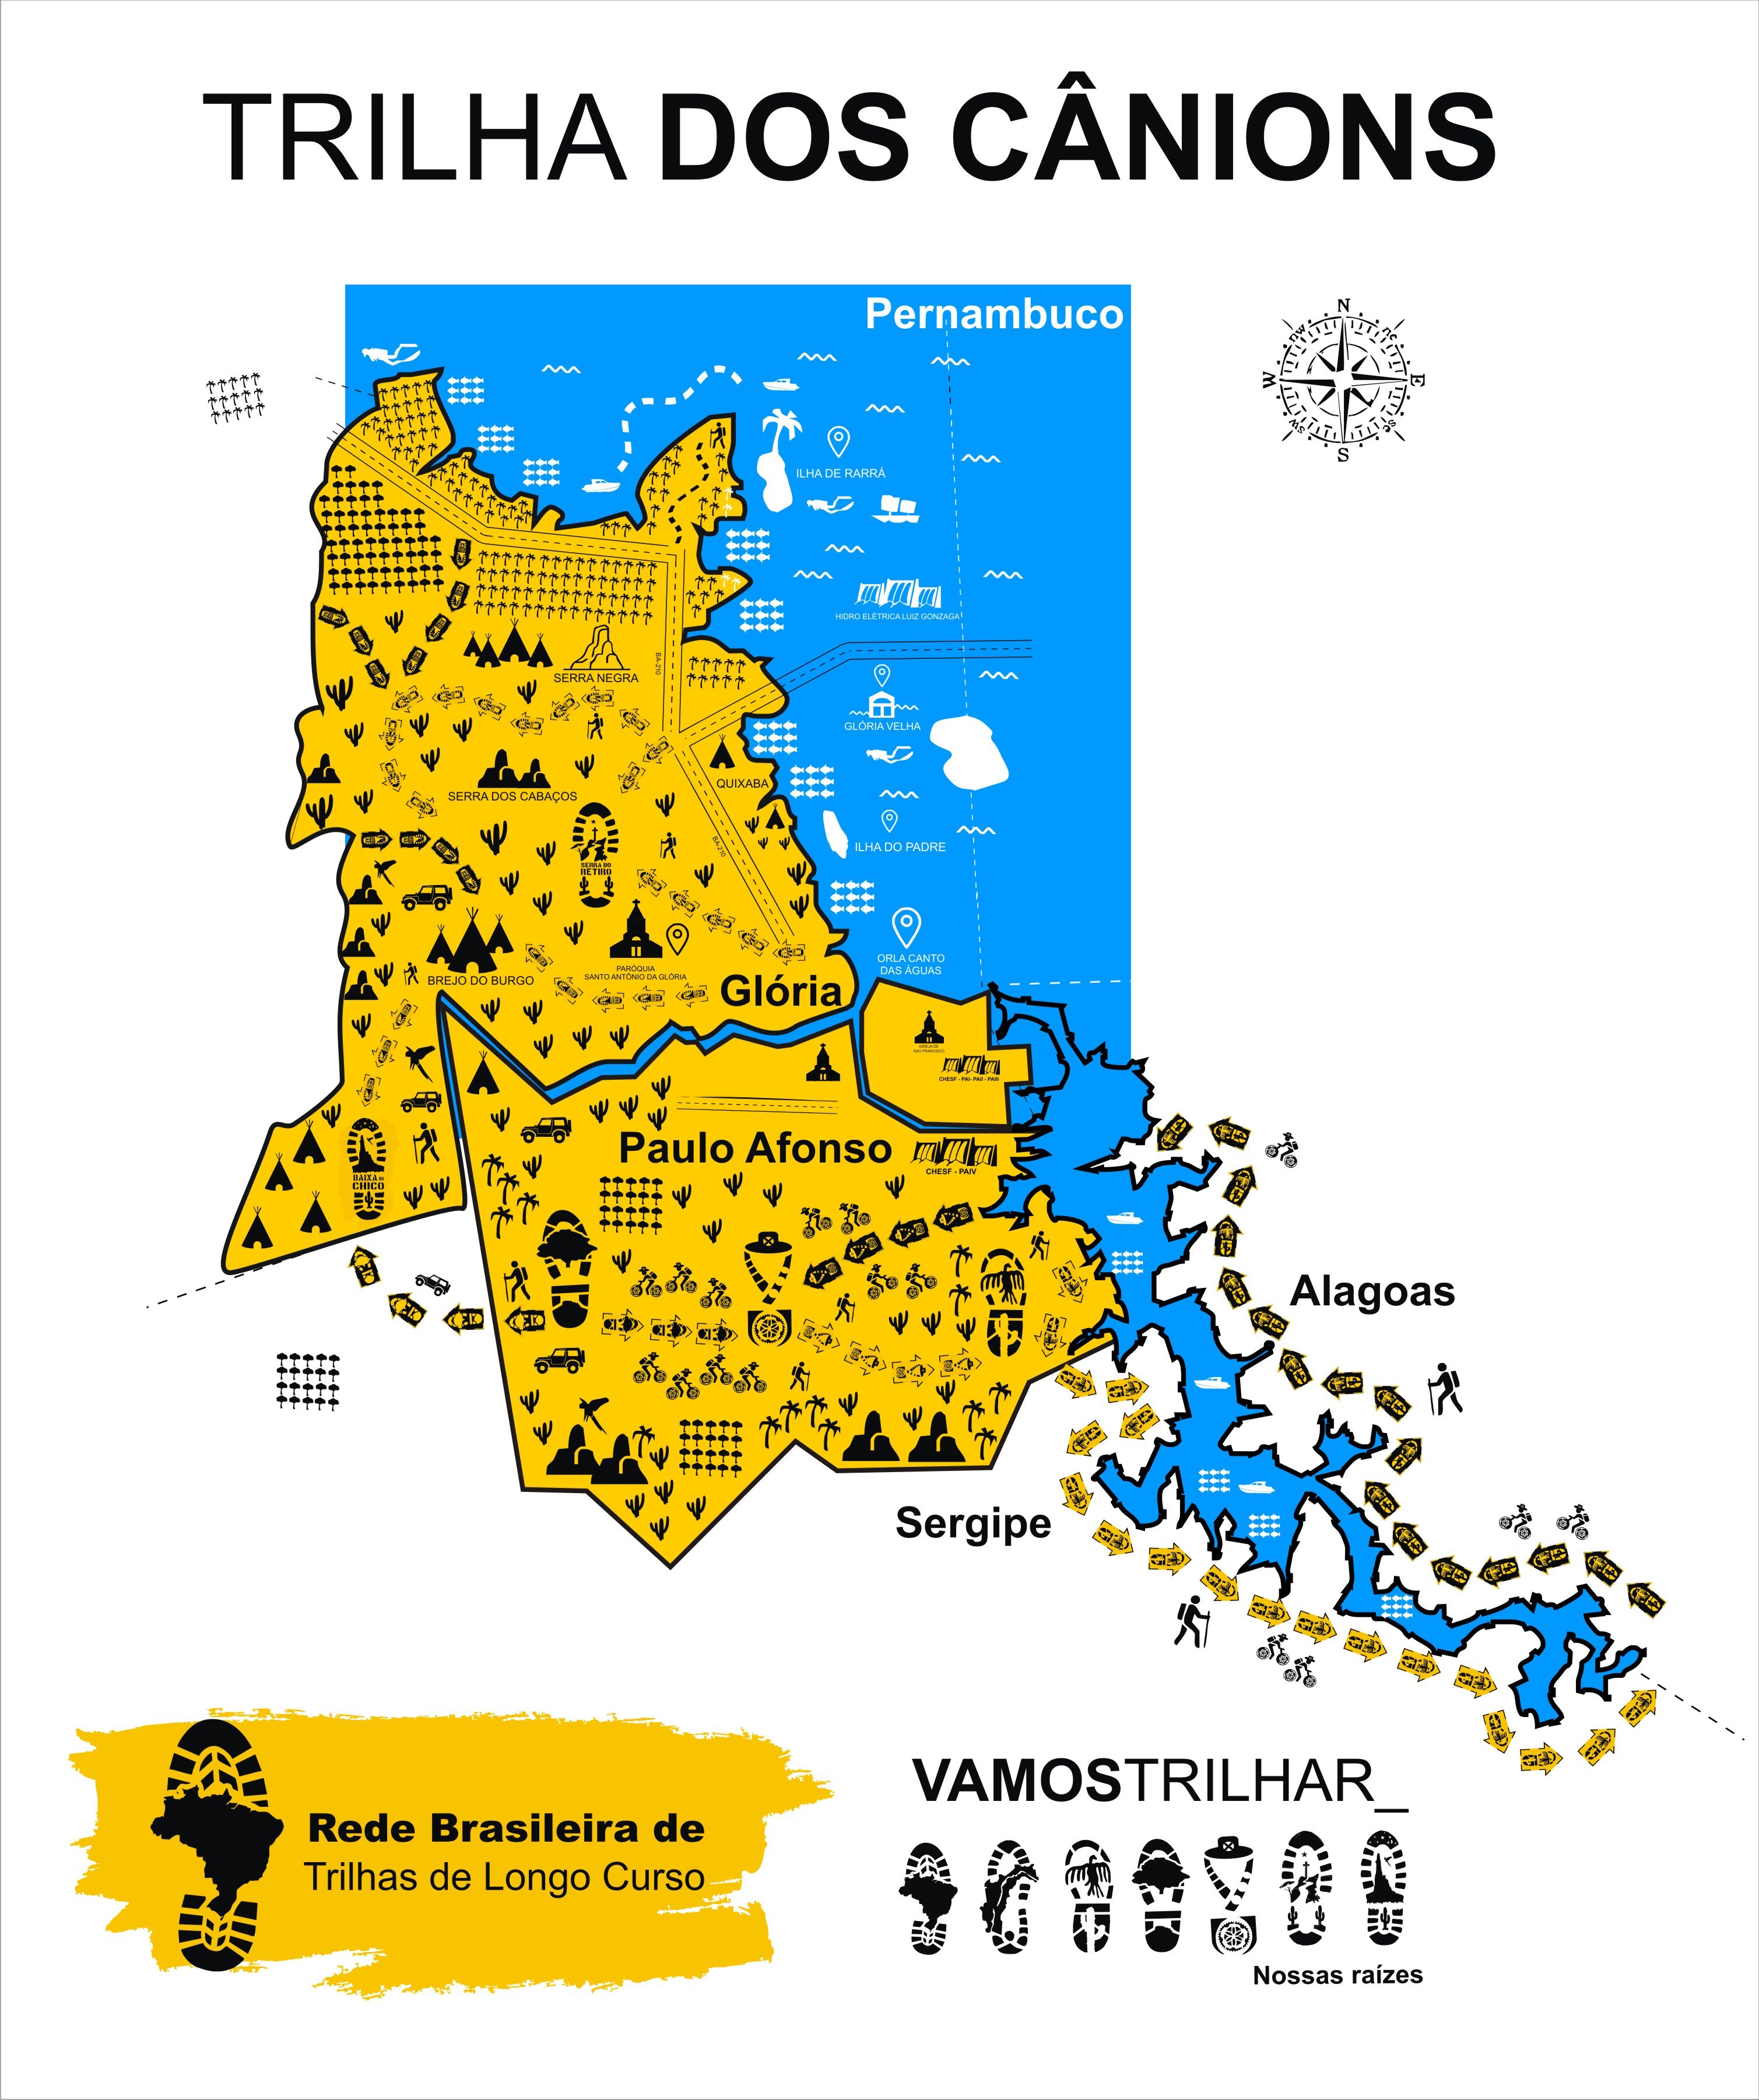 TRILHA DOS CÂNIONS
Pernambuco
N
nw
ne
W
E
sw
se
S
ILHA DE RARRÁ
HIDRO ELÉTRICA LUIZ GONZAGA
BA-210
SERRA NEGRA
GLÓRIA VELHA
QUIXABA
SERRA DOS CABAÇOS
BA-210
ILHA DO PADRE
SERRA DO
RETIRO
ORLA CANTO
DAS ÁGUAS
PARÓQUIA
SANTO ANTÔNIO DA GLÓRIA
BREJO DO BURGO
Glória
IGREJA DE
SÃO FRANCISCO
CHESF - PAI- PAII - PAIII
Paulo Afonso
CHESF - PAIV
BAIXA DO
CHICO
Alagoas
Sergipe
VAMOSTRILHAR_
Rede Brasileira de
Trilhas de Longo Curso
Nossas raízes